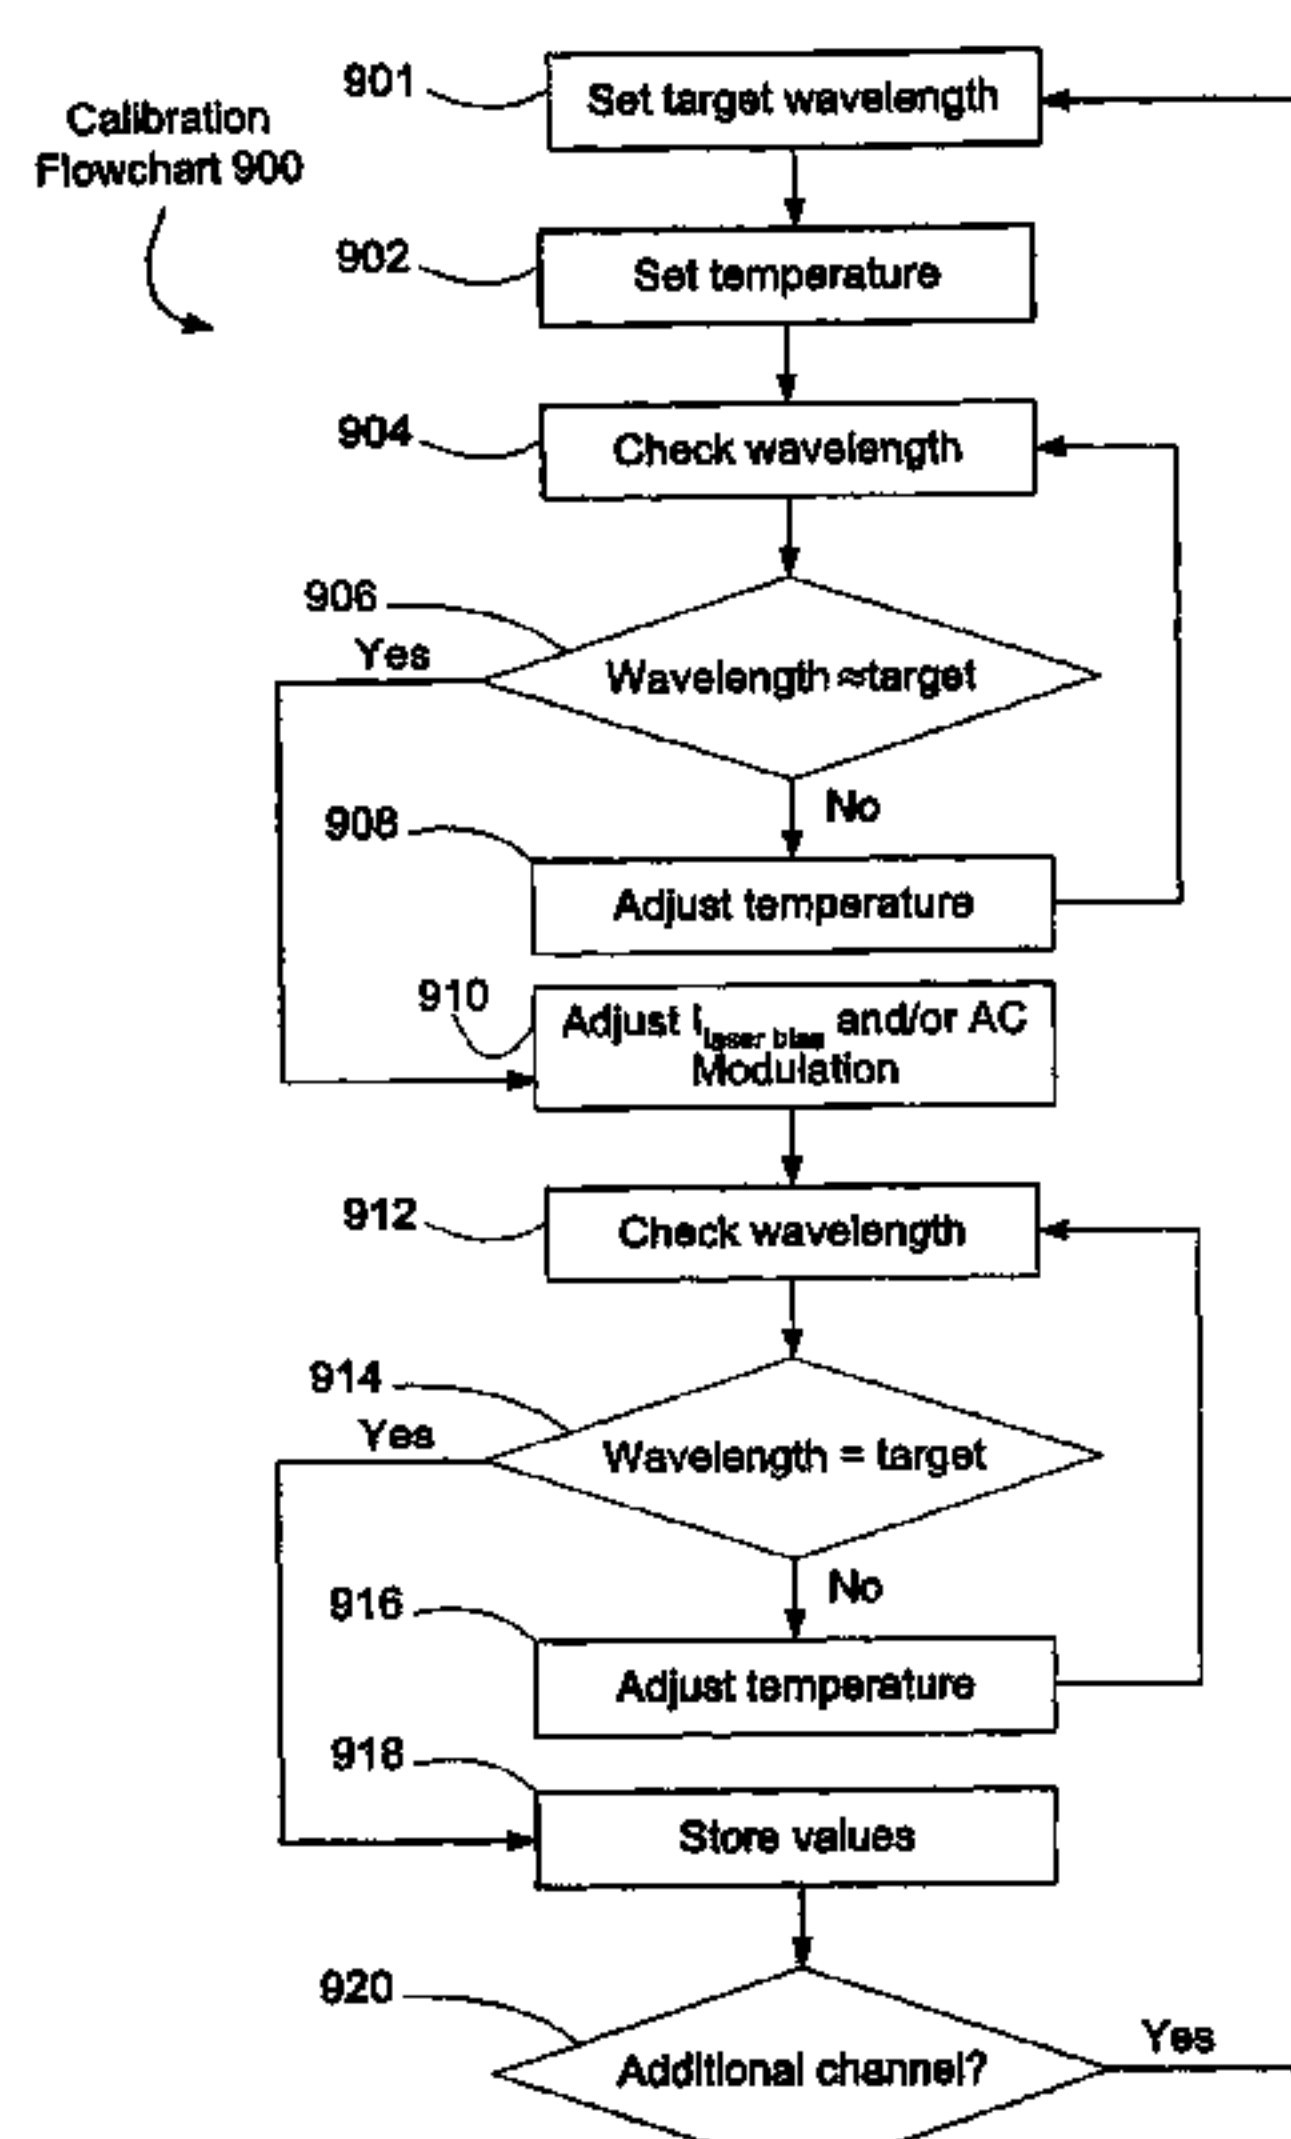 901
Set target wavelength
Calibration
Flowchart 900
902
Set temperature
904
Check wavelength
906
Yes
Wavelength ≈target
No
908
Adjust temperature
910
Adjust I laser bias and/or AC
Modulation
912
Check wavelength
914
Yes
Wavelength = target
No
916
Adjust temperature
918
Store values
920
Additional channel?
Yes